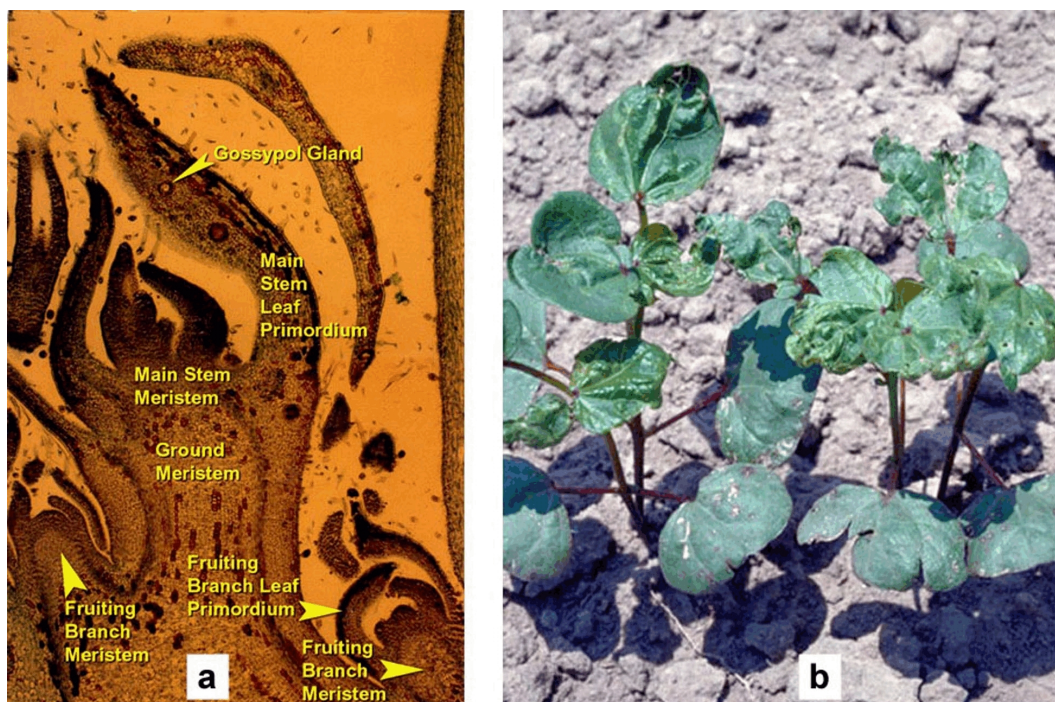 Gossypol Gland
Main
Stem
Leaf
Primordium
Main Stem
Meristem
Ground
Meristem
Fruiting
Branch Leaf
Primordium
Fruiting
Branch
Meristem
Fruiting
Branch
Meristem
a
b